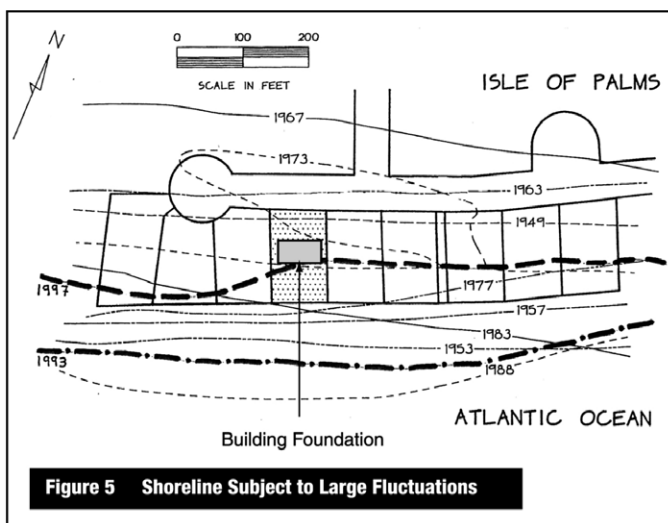 N
0 100 200
SCALE IN FEET
ISLE OF PALMS
1967
1973
1963
1949
1997
1977
1957
1983
1953
1993
1988
ATLANTIC OCEAN
Building Foundation
Figure 5 Shoreline Subject to Large Fluctuations